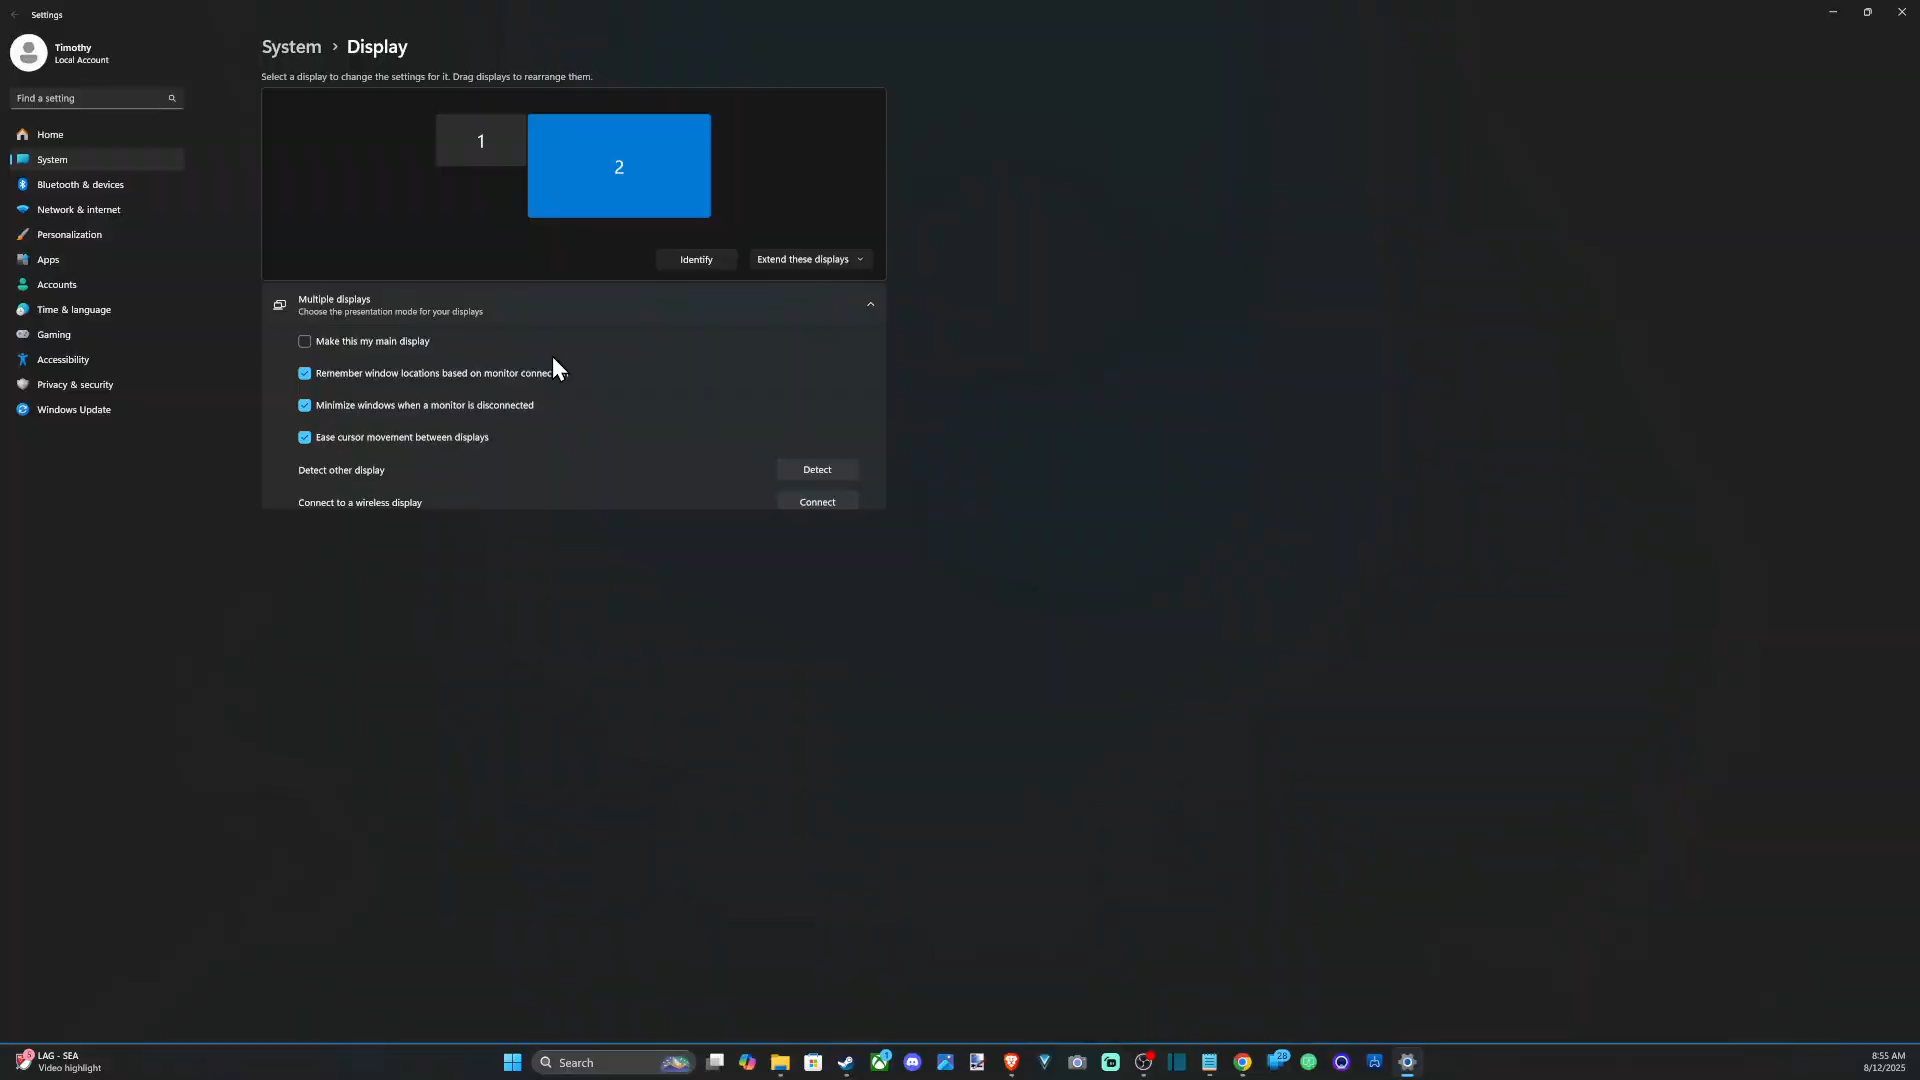 Settings
Timothy
Local Account
Find a setting
Home
System
Bluetooth & devices
Network & internet
Personalization
Apps
Accounts
Time & language
Gaming
Accessibility
Privacy & security
Windows Update
System › Display
Select a display to change the settings for it. Drag displays to rearrange them.
1
2
Identify
Extend these displays
Multiple displays
Choose the presentation mode for your displays
Make this my main display
Remember window locations based on monitor
Minimize windows when a monitor is disconnected
Ease cursor movement between displays
Detect other display
Detect
Connect to a wireless display
Connect
LAG - SEA
Video highlight
Search
1
28
8:55 AM
8/12/2025